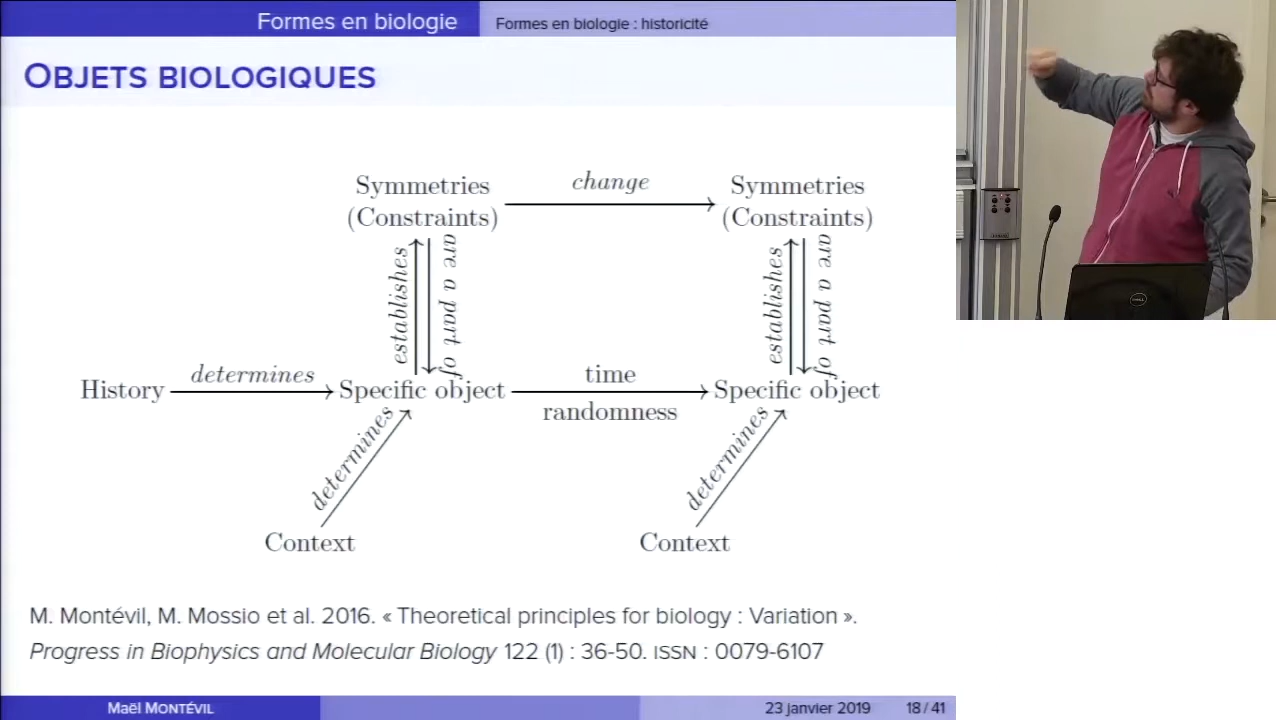 Formes en biologie
Formes en biologie : historicité
OBJETS BIOLOGIQUES
Symmetries
(Constraints)
change
Symmetries
(Constraints)
establishes
are a part of
establishes
are a part of
History
determines
Specific object
time
randomness
Specific object
determines
determines
Context
Context
M. Montévil, M. Mossio et al. 2016. « Theoretical principles for biology : Variation ».
Progress in Biophysics and Molecular Biology 122 (1) : 36-50. ISSN : 0079-6107
Maël MONTÉVIL
23 janvier 2019
18 / 41
DELL